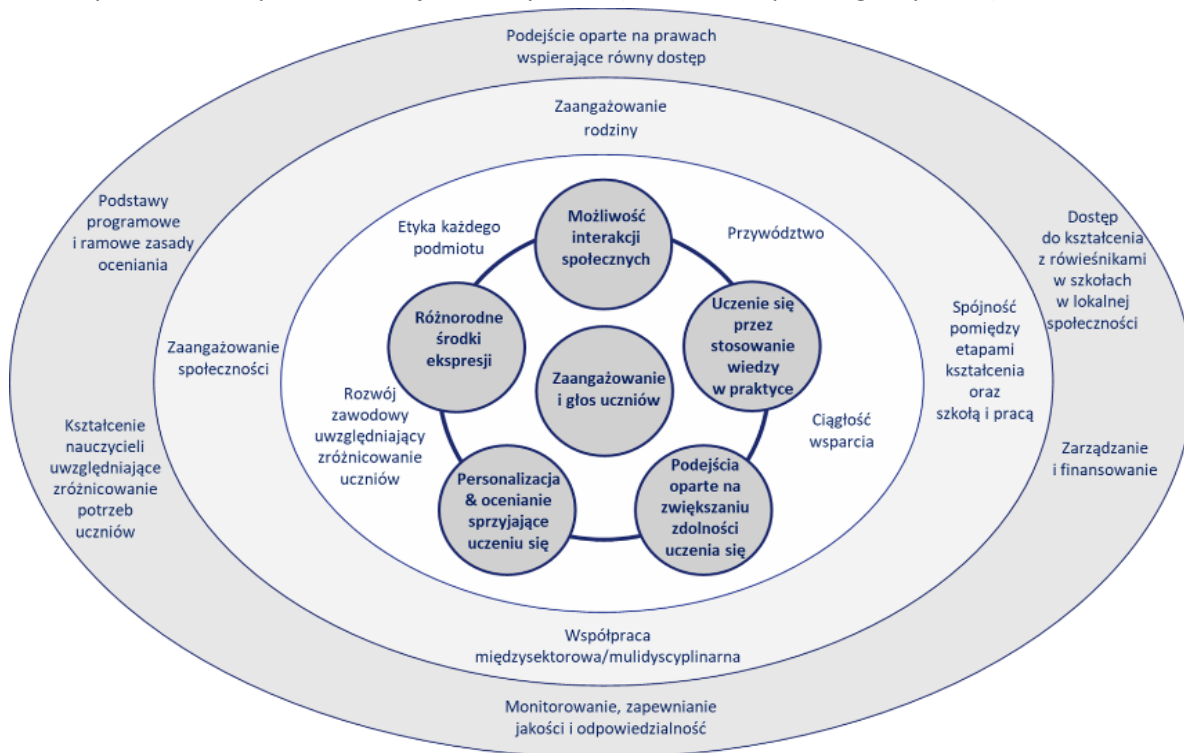 Podejście oparte na prawach
wspierające równy dostęp
Zaangażowanie
rodziny
Podstawy
programowe
i ramowe zasady
oceniania
Etyka każdego
podmiotu
Możliwość
interakcji
społecznych
Przywództwo
Dostęp
do kształcenia
z rówieśnikami
w szkołach
w lokalnej
społeczności
Różnorodne
środki
ekspresji
Uczenie się
przez
stosowanie
wiedzy
w praktyce
Spójność
pomiędzy
etapami
kształcenia
oraz
szkołą i pracą
Zaangażowanie
społeczności
Zaangażowanie
i głos uczniów
Rozwój
zawodowy
uwzględniający
zróżnicowanie
uczniów
Ciągłość
wsparcia
Kształcenie
nauczycieli
uwzględniające
zróżnicowanie
potrzeb
uczniów
Zarządzanie
i finansowanie
Personalizacja
& ocenianie
sprzyjające
uczeniu się
Podejścia
oparte na
zwiększaniu
zdolności
uczenia się
Współpraca
międzysektorowa/mulidyscyplinarna
Monitorowanie, zapewnianie
jakości i odpowiedzialność